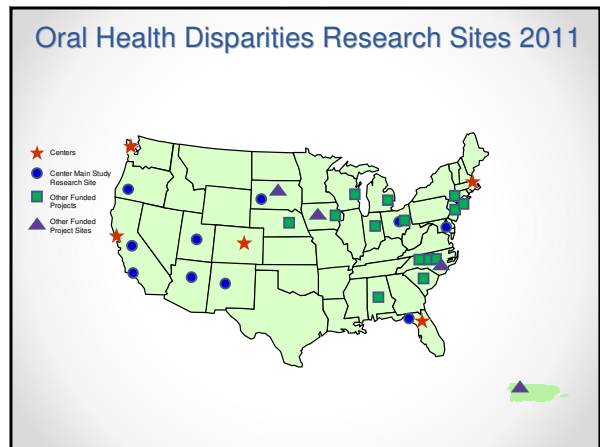 Oral Health Disparities Research Sites 2011
Centers
Center Main Study
Research Site
Other Funded
Projects
Other Funded
Project Sites